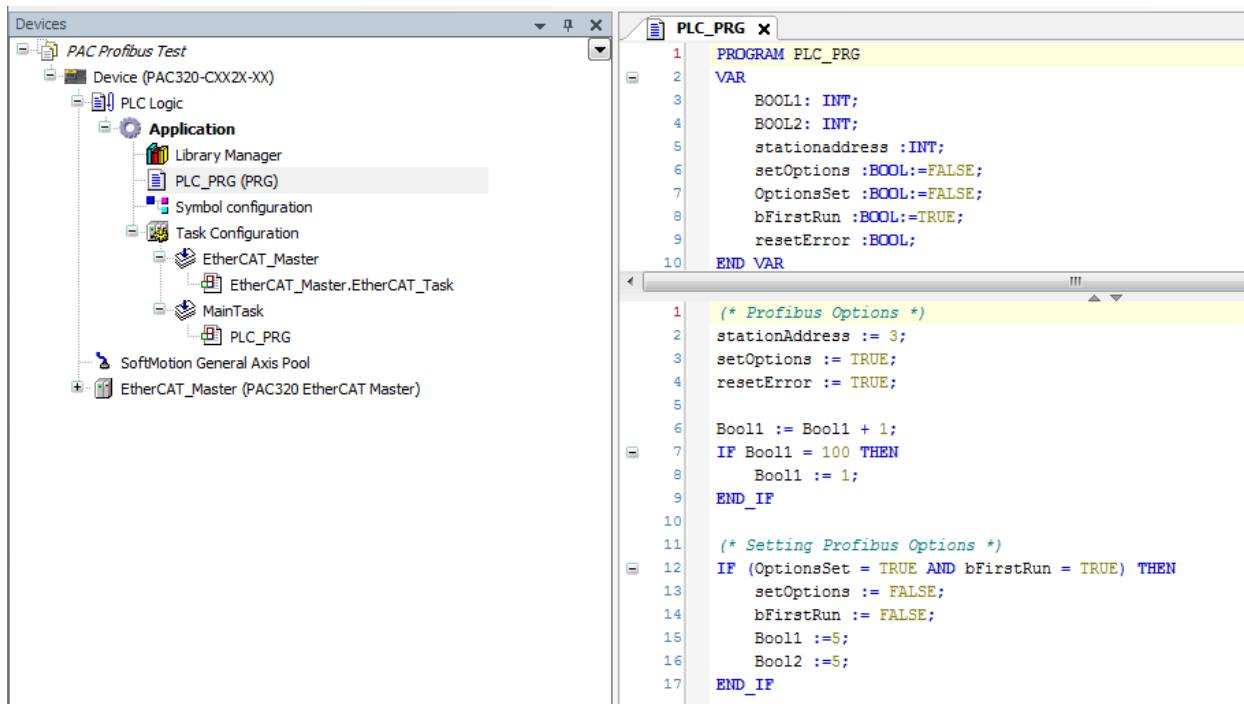 Devices
PAC Profibus Test
Device (PAC320-CXX2X-XX)
PLC Logic
Application
Library Manager
PLC_PRG (PRG)
Symbol configuration
Task Configuration
EtherCAT_Master
EtherCAT_Master.EtherCAT_Task
MainTask
PLC_PRG
SoftMotion General Axis Pool
EtherCAT_Master (PAC320 EtherCAT Master)
PLC_PRG
1 PROGRAM PLC_PRG
2 VAR
3 BOOL1: INT;
4 BOOL2: INT;
5 stationaddress :INT;
6 setOptions :BOOL:=FALSE;
7 OptionsSet :BOOL:=FALSE;
8 bFirstRun :BOOL:=TRUE;
9 resetError :BOOL;
10 END_VAR
1 (* Profibus Options *)
2 stationAddress := 3;
3 setOptions := TRUE;
4 resetError := TRUE;
5
6 Bool1 := Bool1 + 1;
7 IF Bool1 = 100 THEN
8 Bool1 := 1;
9 END_IF
10
11 (* Setting Profibus Options *)
12 IF (OptionsSet = TRUE AND bFirstRun = TRUE) THEN
13 setOptions := FALSE;
14 bFirstRun := FALSE;
15 Bool1 :=5;
16 Bool2 :=5;
17 END_IF